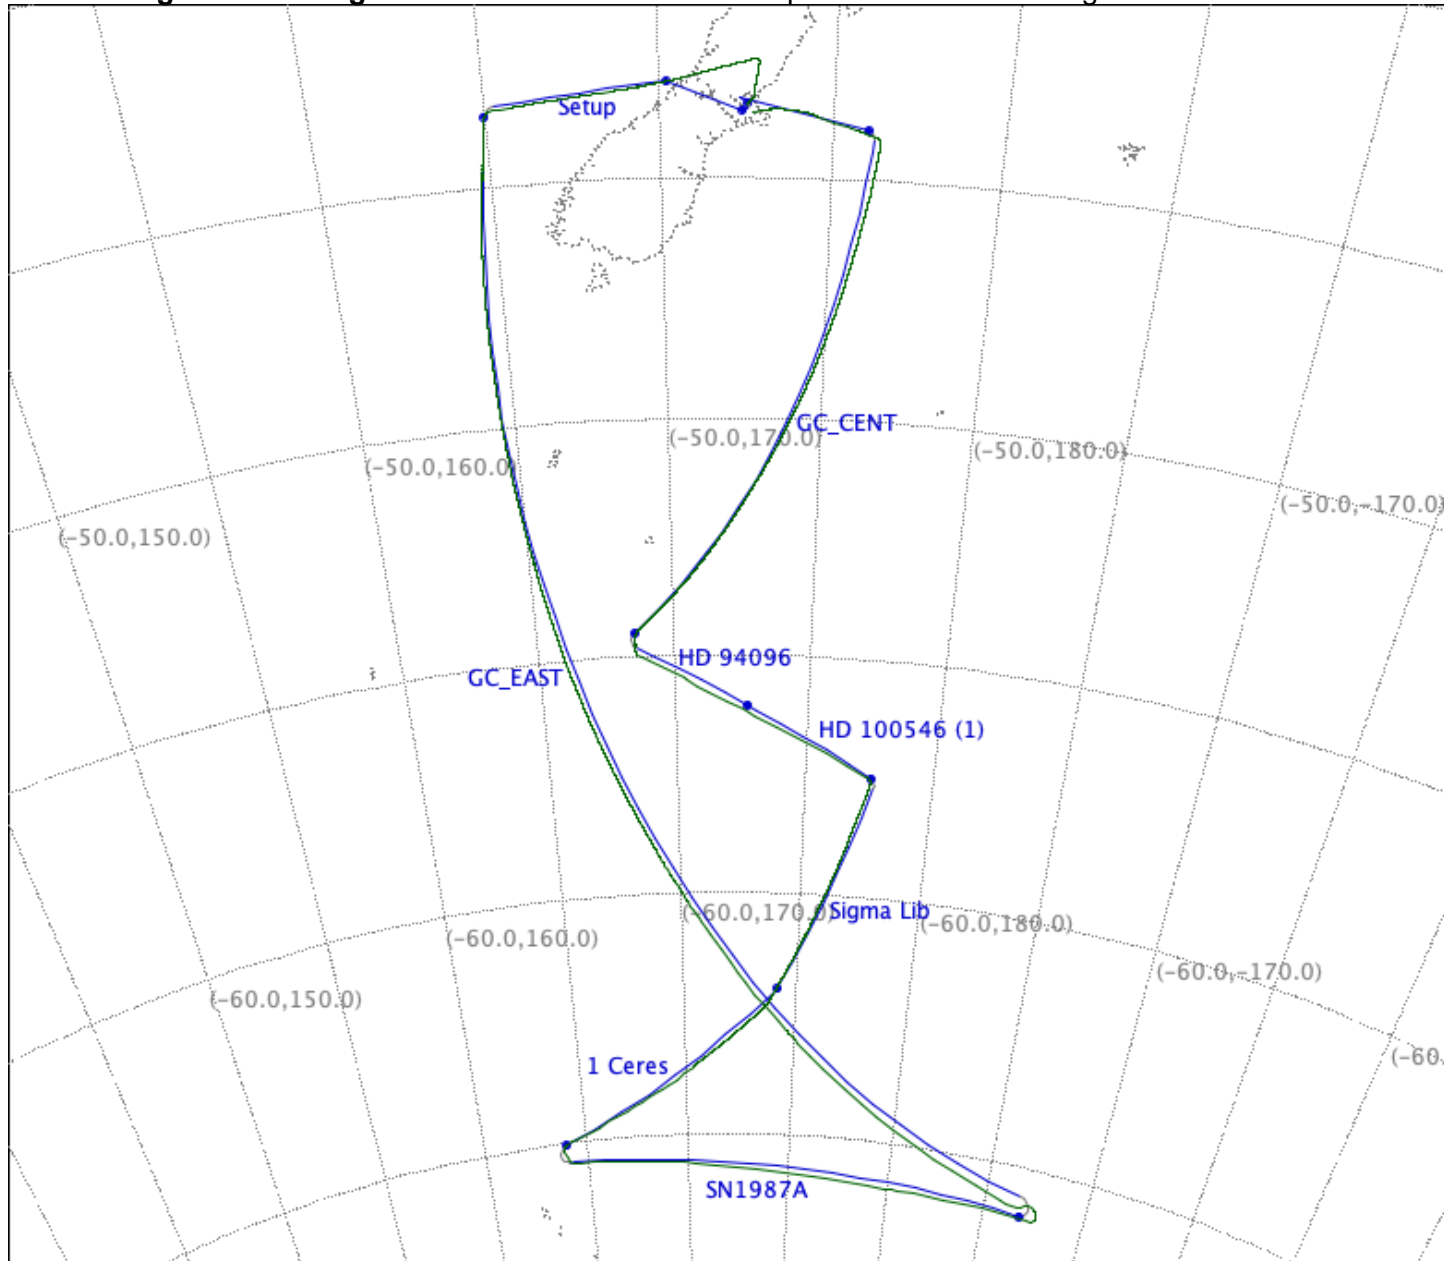 Setup
GC_CENT
(-50.0,170.0)
(-50.0,180.0)
(-50.0,160.0)
(-50.0,-170.0)
(-50.0,150.0)
HD 94096
GC_EAST
HD 100546 (1)
(-60.0,170.0)
Sigma Lib
(-60.0,180.0)
(-60.0,160.0)
(-60.0,-170.0)
(-60.0,150.0)
(-60.
1 Ceres
SN1987A